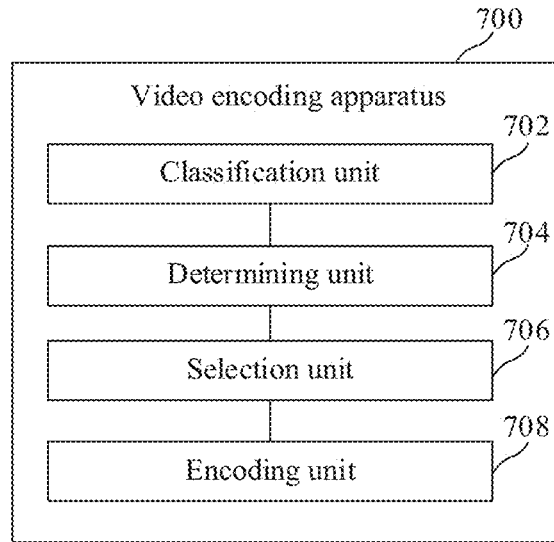 700
Video encoding apparatus
702
Classification unit
704
Determining unit
706
Selection unit
708
Encoding unit